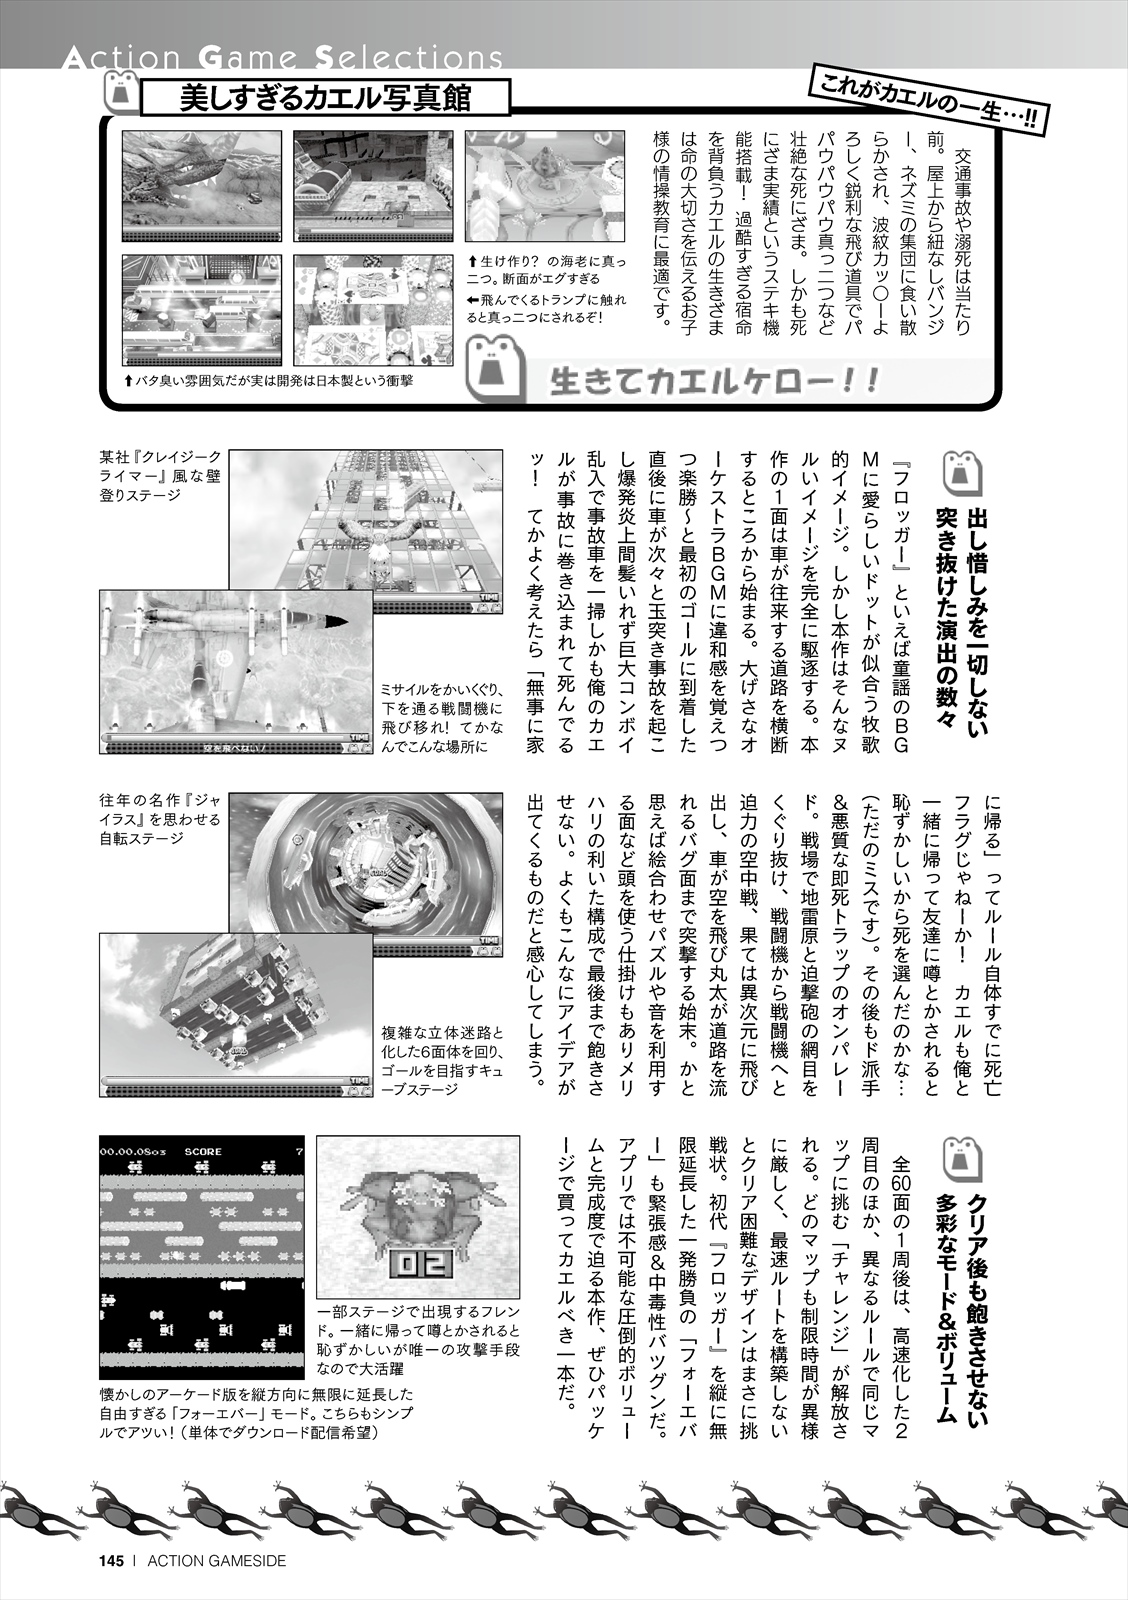 Action Game Selections
美しすぎるカエル写真館
これがカエルの一生…!!
交通事故や溺死は当たり
前。屋上から紐なしバンジ
ー、ネズミの集団に食い散
らかされ、波紋カッ〇ーよ
ろしく鋭利な飛び道具でパ
パウパウパウ真っ二つなど
壮絶な死にざま。しかも死
にざま実績というステキ機
能搭載！ 過酷すぎる宿命
を背負うカエルの生きざま
は命の大切さを伝えるお子
様の情操教育に最適です。
⬆生け作り？ の海老に真っ
二つ。断面がエグすぎる
⬅飛んでくるトランプに触れ
ると真っ二つにされるぞ！
⬆バタ臭い雰囲気だが実は開発は日本製という衝撃
生きてカエルケロー！！
出し惜しみを一切しない
突き抜けた演出の数々
『フロッガー』といえば童謡のBG
Mに愛らしいドットが似合う牧歌
的イメージ。しかし本作はそんなヌ
ルいイメージを完全に駆逐する。本
作の1面は車が往来する道路を横断
するところから始まる。大げさなオ
ーケストラBGMに違和感を覚えつ
つ楽勝～と最初のゴールに到着した
直後に車が次々と玉突き事故を起こ
し爆発炎上間髪いれず巨大コンボイ
乱入で事故車を一掃しかも俺のカエ
ルが事故に巻き込まれて死んでる
ッ！ てかよく考えたら「無事に家
に帰る」ってルール自体すでに死亡
フラグじゃねーか！ カエルも俺と
一緒に帰って友達に噂とかされると
恥ずかしいから死を選んだのかな…
（ただのミスです）。その後もド派手
＆悪質な即死トラップのオンパレー
ド。戦場で地雷原と迫撃砲の網目を
くぐり抜け、戦闘機から戦闘機へと
迫力の空中戦、果ては異次元に飛び
出し、車が空を飛び丸太が道路を流
れるバグ面まで突撃する始末。かと
思えば絵合わせパズルや音を利用す
る面など頭を使う仕掛けもありメリ
ハリの利いた構成で最後まで飽きさ
せない。よくもこんなにアイデアが
出てくるものだと感心してしまう。
某社『クレイジーク
ライマー』風な壁
登りステージ
TIME
ミサイルをかいくぐり、
下を通る戦闘機に
飛び移れ！ てかな
んでこんな場所に
TIME
空を飛べない！
往年の名作『ジャ
イラス』を思わせる
自転ステージ
TIME
複雑な立体迷路と
化した6面体を回り、
ゴールを目指すキュ
ーブステージ
TIME
クリア後も飽きさせない
多彩なモード＆ボリューム
全60面の1周後は、高速化した2
周目のほか、異なるルールで同じマ
ップに挑む「チャレンジ」が解放さ
れる。どのマップも制限時間が異様
に厳しく、最速ルートを構築しない
とクリア困難なデザインはまさに挑
戦状。初代『フロッガー』を縦に無
限延長した一発勝負の「フォーエバ
ー」も緊張感＆中毒性バツグンだ。
アプリでは不可能な圧倒的ボリュー
ムと完成度で迫る本作、ぜひパッケ
ージで買ってカエルべき一本だ。
00.00.0803 SCORE 7
02
一部ステージで出現するフレン
ド。一緒に帰って噂とかされると
恥ずかしいが唯一の攻撃手段
なので大活躍
懐かしのアーケード版を縦方向に無限に延長した
自由すぎる「フォーエバー」モード。こちらもシンプ
ルでアツい！（単体でダウンロード配信希望）
145 | ACTION GAMESIDE